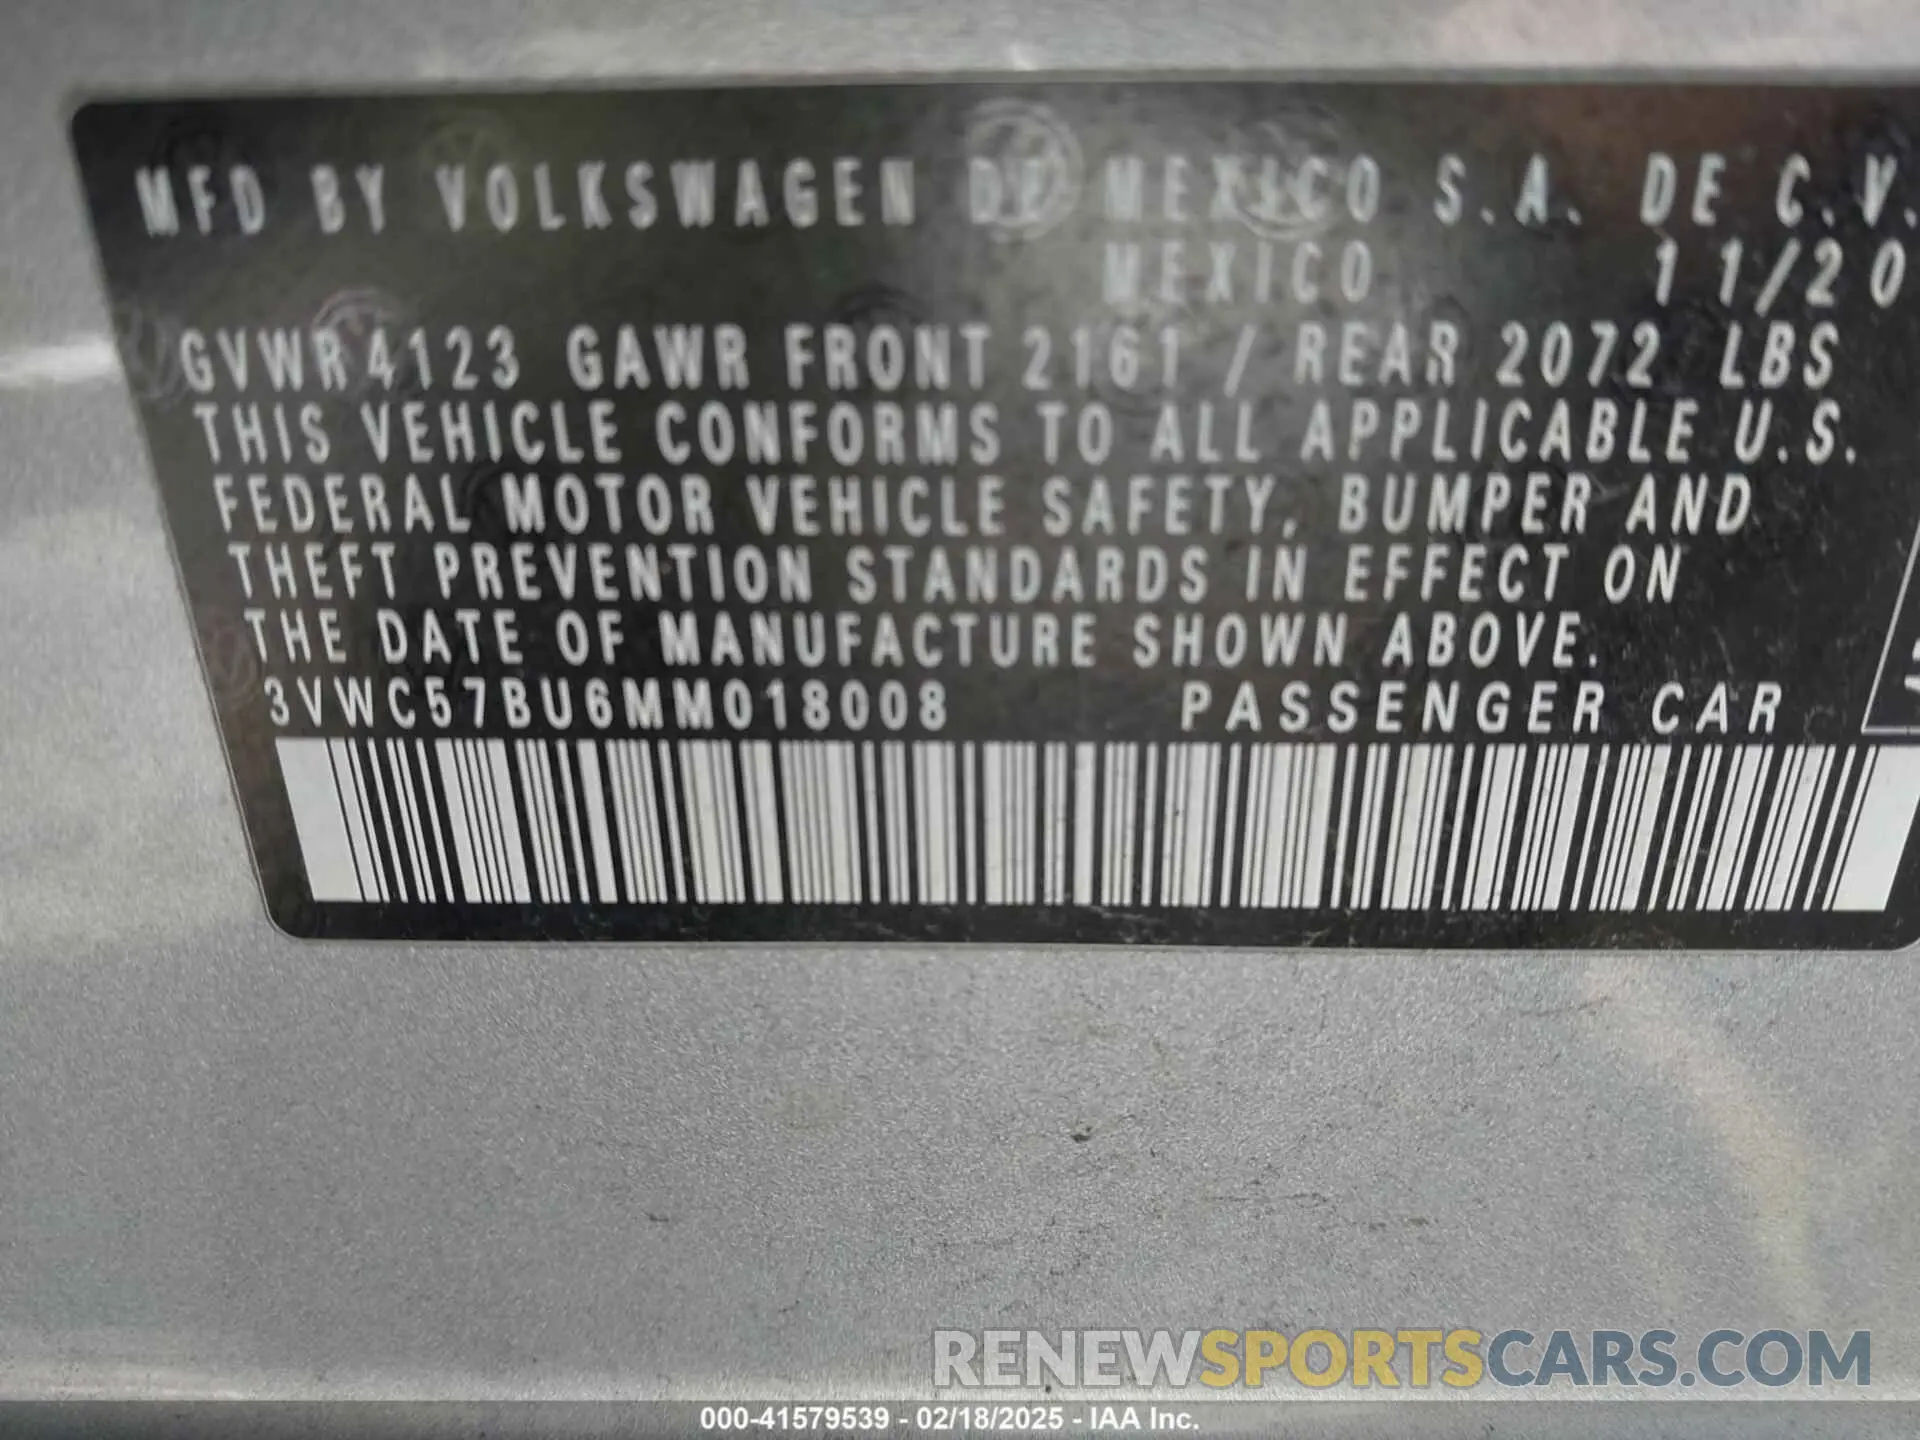 MFD BY VOLKSWAGEN DE MEXICO S.A. DE C.V.
MEXICO 11/20
GVWR 4123 GAWR FRONT 2161 / REAR 2072 LBS
THIS VEHICLE CONFORMS TO ALL APPLICABLE U.S.
FEDERAL MOTOR VEHICLE SAFETY, BUMPER AND
THEFT PREVENTION STANDARDS IN EFFECT ON
THE DATE OF MANUFACTURE SHOWN ABOVE.
3VWC57BU6MM018008 PASSENGER CAR
RENEWSPORTSCARS.COM
000-41579539 - 02/18/2025 - IAA Inc.